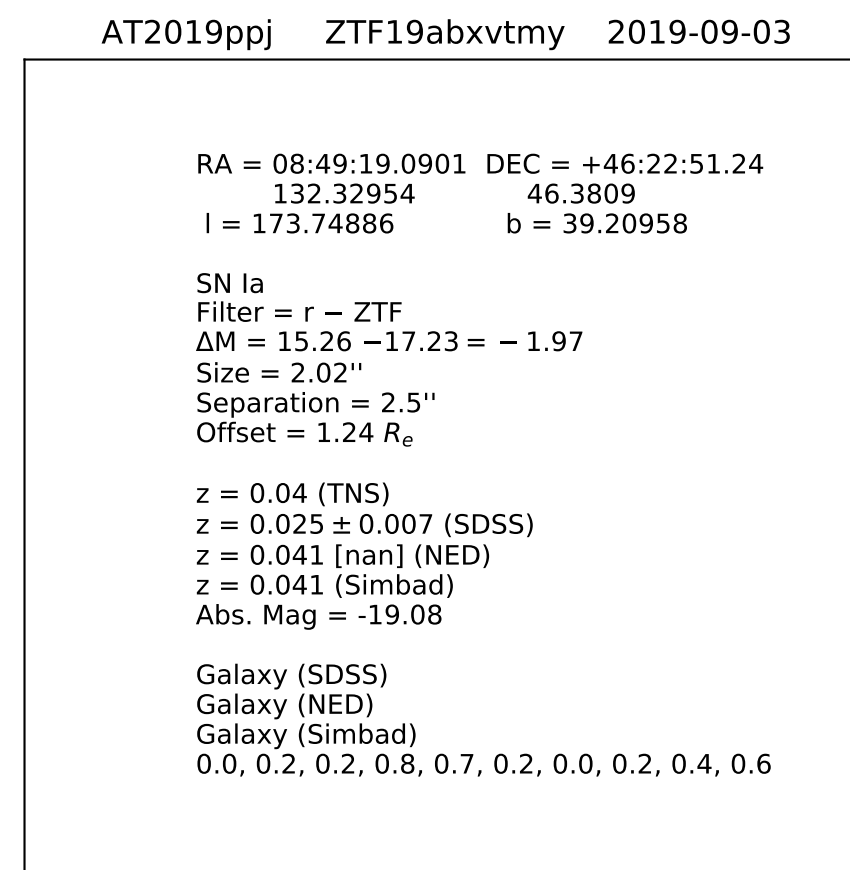 AT2019ppj ZTF19abxvtmy 2019-09-03
RA = 08:49:19.0901 DEC = +46:22:51.24
132.32954 46.3809
l = 173.74886 b = 39.20958
SN Ia
Filter = r − ZTF
ΔM = 15.26 −17.23 = − 1.97
Size = 2.02''
Separation = 2.5''
Offset = 1.24 Rₑ
z = 0.04 (TNS)
z = 0.025 ± 0.007 (SDSS)
z = 0.041 [nan] (NED)
z = 0.041 (Simbad)
Abs. Mag = -19.08
Galaxy (SDSS)
Galaxy (NED)
Galaxy (Simbad)
0.0, 0.2, 0.2, 0.8, 0.7, 0.2, 0.0, 0.2, 0.4, 0.6